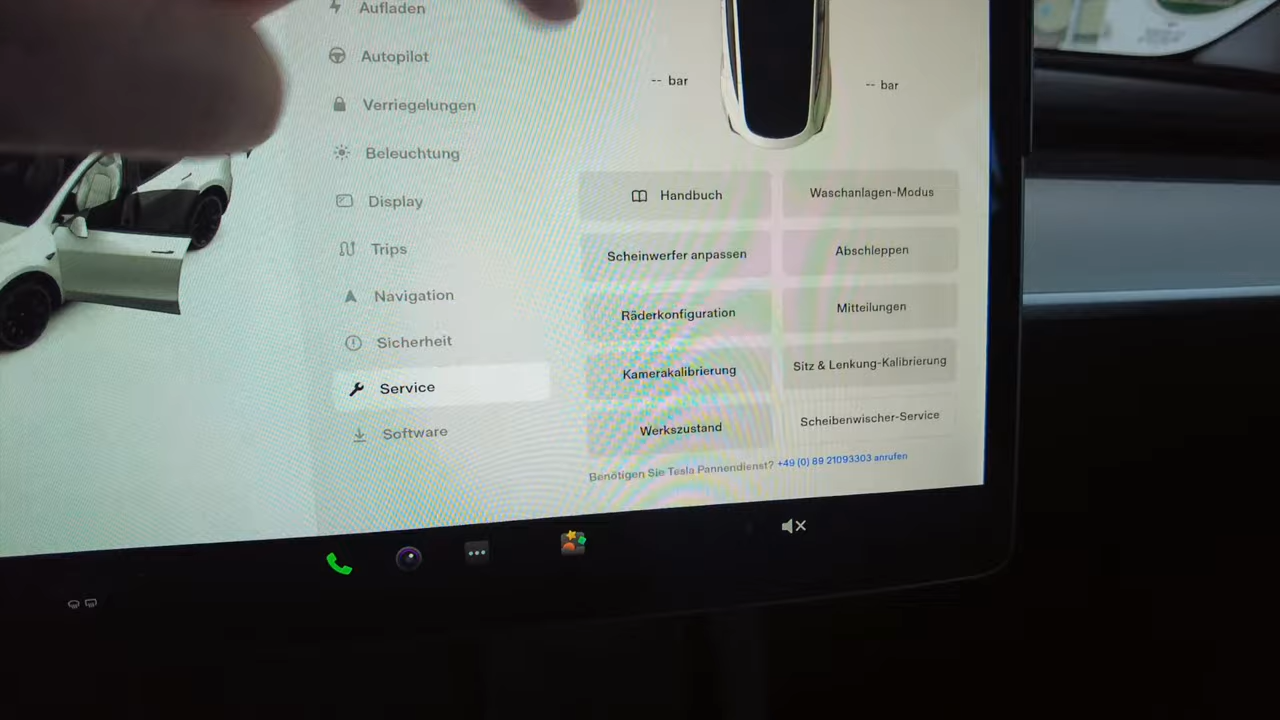 Aufladen
Autopilot
Verriegelungen
Beleuchtung
Display
Trips
Navigation
Sicherheit
Service
Software
-- bar
-- bar
Handbuch
Waschanlagen-Modus
Scheinwerfer anpassen
Abschleppen
Räderkonfiguration
Mitteilungen
Kamerakalibrierung
Sitz & Lenkung-Kalibrierung
Werkszustand
Scheibenwischer-Service
Benötigen Sie Tesla Pannendienst? +49 (0) 89 21093303 anrufen